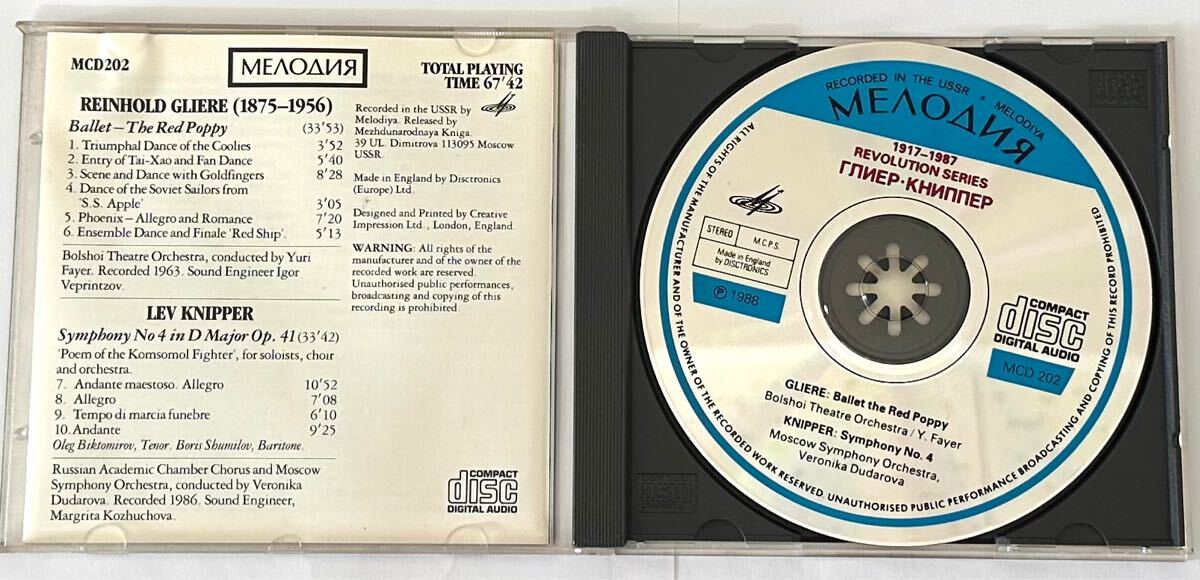 MCD202
МЕЛОДИЯ
TOTAL PLAYING
TIME 67'42
REINHOLD GLIERE (1875–1956)
Ballet – The Red Poppy (33'53)
1. Triumphal Dance of the Coolies 3'52
2. Entry of Tai-Xao and Fan Dance 5'40
3. Scene and Dance with Goldfingers 8'28
4. Dance of the Soviet Sailors from
'S.S. Apple' 3'05
5. Phoenix – Allegro and Romance 7'20
6. Ensemble Dance and Finale 'Red Ship'. 5'13
Bolshoi Theatre Orchestra, conducted by Yuri
Fayer. Recorded 1963. Sound Engineer Igor
Veprintzov.
LEV KNIPPER
Symphony No 4 in D Major Op. 41 (33'42)
'Poem of the Komsomol Fighter', for soloists, choir
and orchestra.
7. Andante maestoso. Allegro 10'52
8. Allegro 7'08
9. Tempo di marcia funebre 6'10
10. Andante 9'25
Oleg Biktomirov, Tenor. Boris Shumilov, Baritone.
Russian Academic Chamber Chorus and Moscow
Symphony Orchestra, conducted by Veronika
Dudarova. Recorded 1986. Sound Engineer,
Margrita Kozhuchova.
Recorded in the USSR by
Melodiya. Released by
Mezhdunarodnaya Kniga.
39 UL. Dimitrova 113095 Moscow
USSR.
Made in England by Disctronics
(Europe) Ltd.
Designed and Printed by Creative
Impression Ltd., London, England.
WARNING: All rights of the
manufacturer and of the owner of the
recorded work are reserved.
Unauthorised public performances,
broadcasting and copying of this
recording is prohibited.
COMPACT
disc
DIGITAL AUDIO
RECORDED IN THE USSR • MELODIYA
МЕЛОДИЯ
1917–1987
REVOLUTION SERIES
ГЛИЕР·КНИППЕР
STEREO
M.C.P.S.
Made in England
by DISCTRONICS
Ⓟ 1988
COMPACT
disc
DIGITAL AUDIO
MCD 202
GLIERE: Ballet the Red Poppy
Bolshoi Theatre Orchestra / Y. Fayer
KNIPPER: Symphony No. 4
Moscow Symphony Orchestra,
Veronika Dudarova
ALL RIGHTS OF THE MANUFACTURER AND OF THE OWNER OF THE RECORDED WORK RESERVED. UNAUTHORISED PUBLIC PERFORMANCE BROADCASTING AND COPYING OF THIS RECORD PROHIBITED